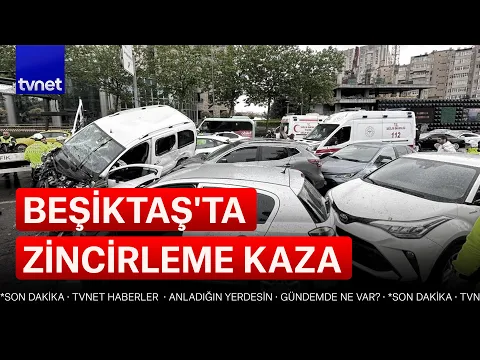 tvnet
112
BEŞİKTAŞ'TA
ZİNCİRLEME KAZA
*SON DAKİKA · TVNET HABERLER · ANLADIĞIN YERDESİN · GÜNDEMDE NE VAR? · *SON DAKİKA · TVN